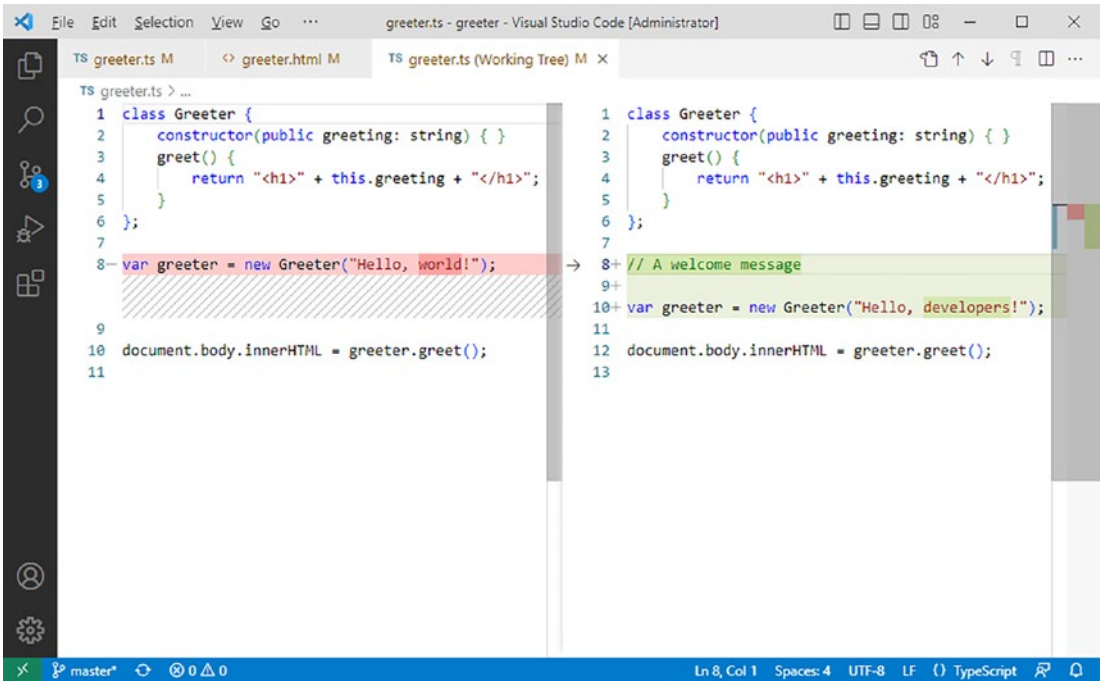 File Edit Selection View Go ··· greeter.ts - greeter - Visual Studio Code [Administrator]
TS greeter.ts M <> greeter.html M TS greeter.ts (Working Tree) M ×
TS greeter.ts > ...
1 class Greeter {
2 constructor(public greeting: string) { }
3 greet() {
4 return "<h1>" + this.greeting + "</h1>";
5 }
6 };
7
8- var greeter = new Greeter("Hello, world!");
9
10 document.body.innerHTML = greeter.greet();
11
1 class Greeter {
2 constructor(public greeting: string) { }
3 greet() {
4 return "<h1>" + this.greeting + "</h1>";
5 }
6 };
7
8+ // A welcome message
9+
10+ var greeter = new Greeter("Hello, developers!");
11
12 document.body.innerHTML = greeter.greet();
13
3
master* 0 0 Ln 8, Col 1 Spaces: 4 UTF-8 LF {} TypeScript